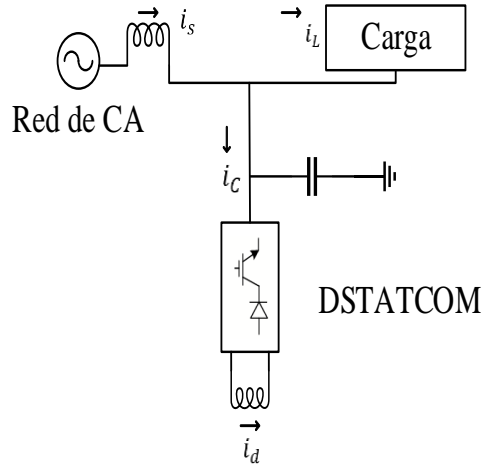 i_s
i_L
Carga
Red de CA
i_C
DSTATCOM
i_d